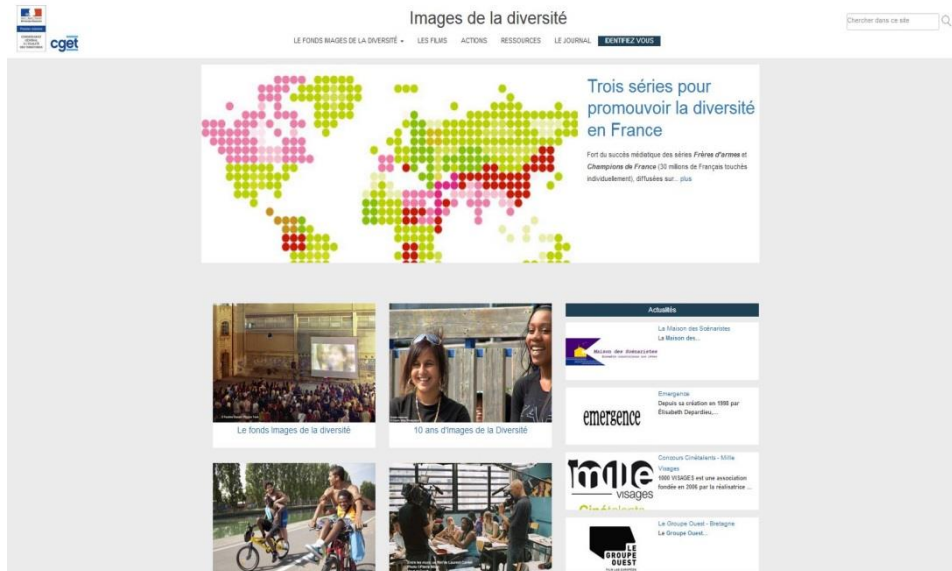 Images de la diversité
Chercher dans ce site
cget
LE FONDS IMAGES DE LA DIVERSITÉ
LES FILMS
ACTIONS
RESSOURCES
LE JOURNAL
IDENTIFIEZ VOUS
Trois séries pour
promouvoir la diversité
en France
Fort du succès médiatique des séries Frères d'armes et
Champions de France (30 millions de Français touchés
individuellement), diffusées sur... plus
Le fonds Images de la diversité
10 ans d'Images de la Diversité
Actualités
La Maison des Scénaristes
La Maison des...
Maison des Scénaristes
Emergence
Depuis sa création en 1998 par
Élisabeth Depardieu,...
emergence
Concours Cinétalents - Mille
Visages
1000 VISAGES est une association
fondée en 2006 par la réalisatrice ...
mille
visages
Cinétalents
Le Groupe Ouest - Bretagne
Le Groupe Ouest...
LE
GROUPE
OUEST